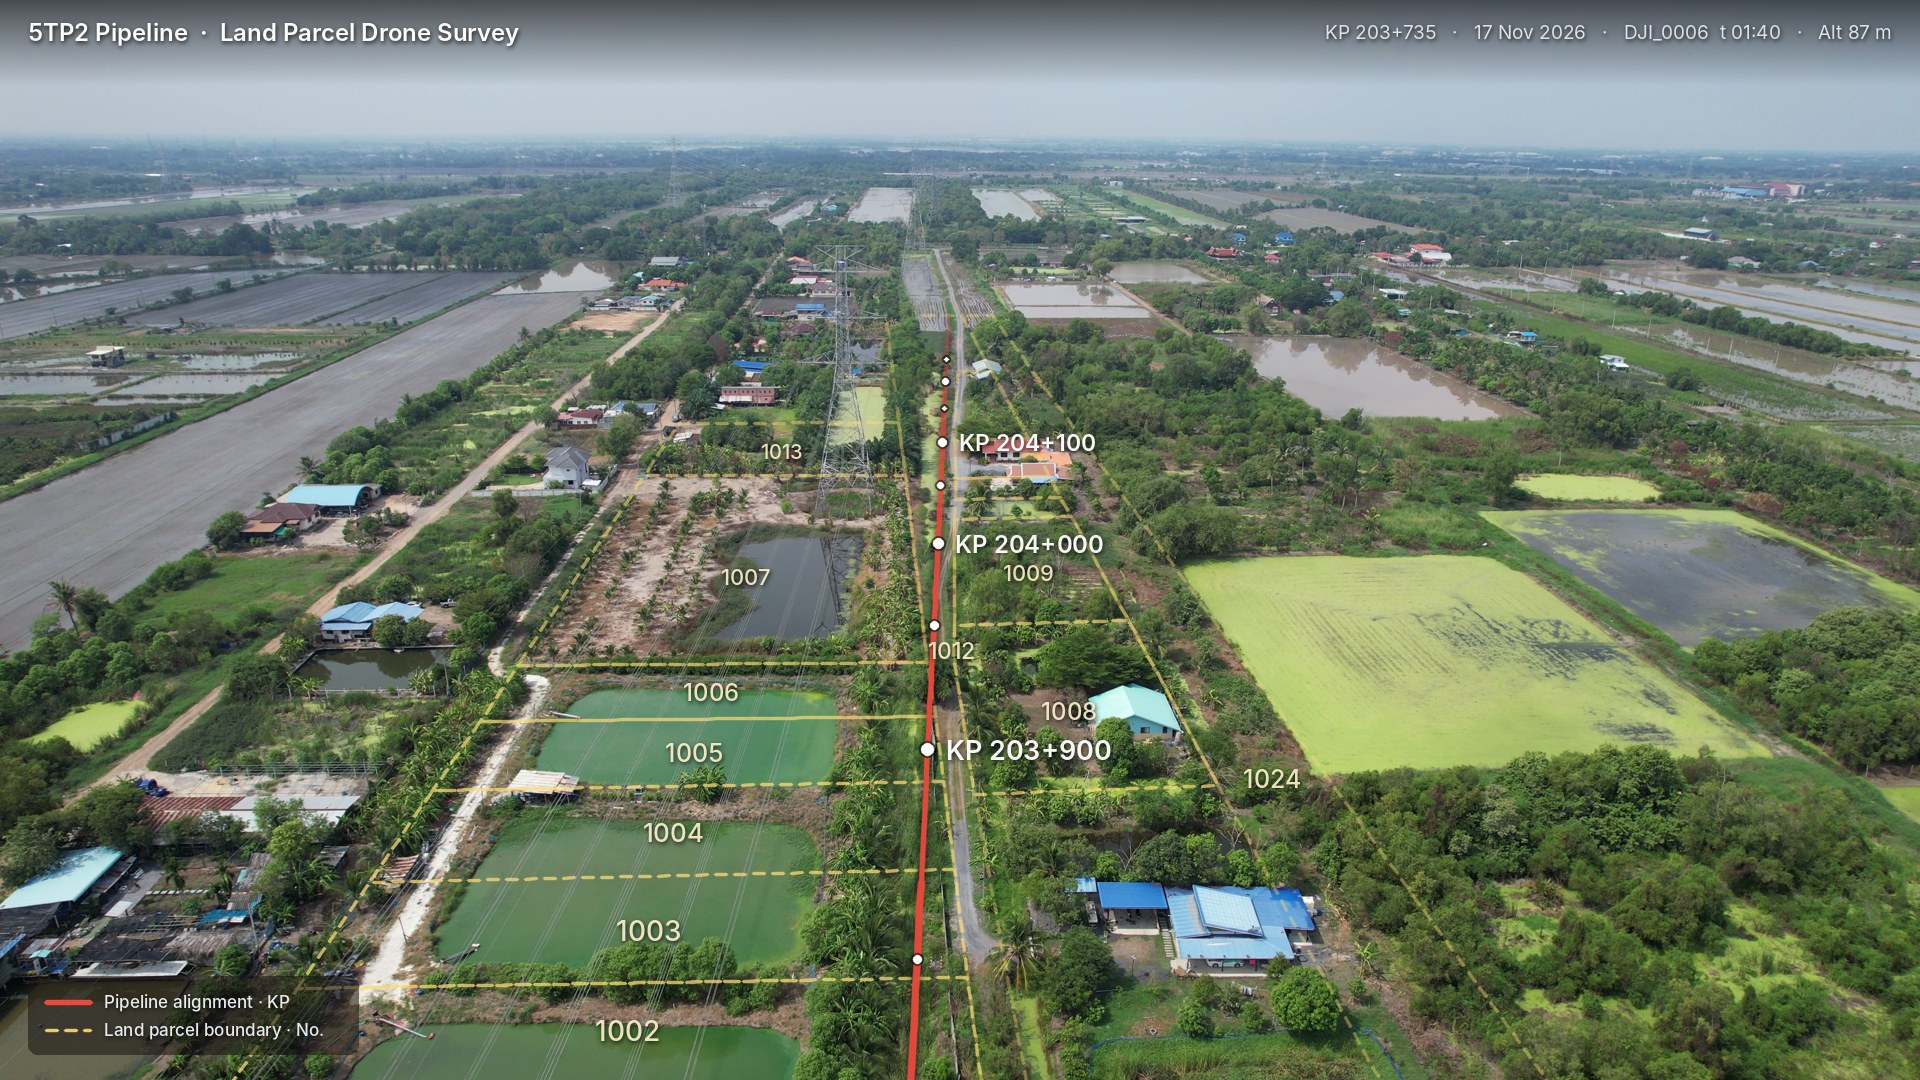 5TP2 Pipeline · Land Parcel Drone Survey
KP 203+735 · 17 Nov 2026 · DJI_0006 t 01:40 · Alt 87 m
KP 204+100
1013
KP 204+000
1009
1007
1012
1006
1008
KP 203+900
1005
1024
1004
1003
1002
Pipeline alignment · KP
Land parcel boundary · No.